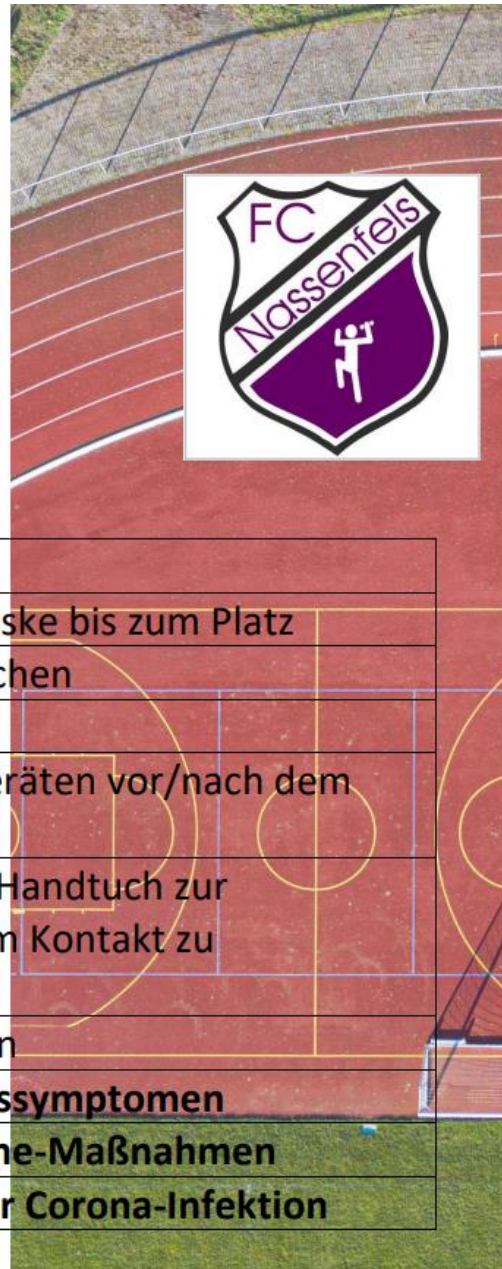 FC
Nassenfels
ske bis zum Platz
chen
eräten vor/nach dem
Handtuch zur
m Kontakt zu
n
ssymptomen
ne-Maßnahmen
r Corona-Infektion